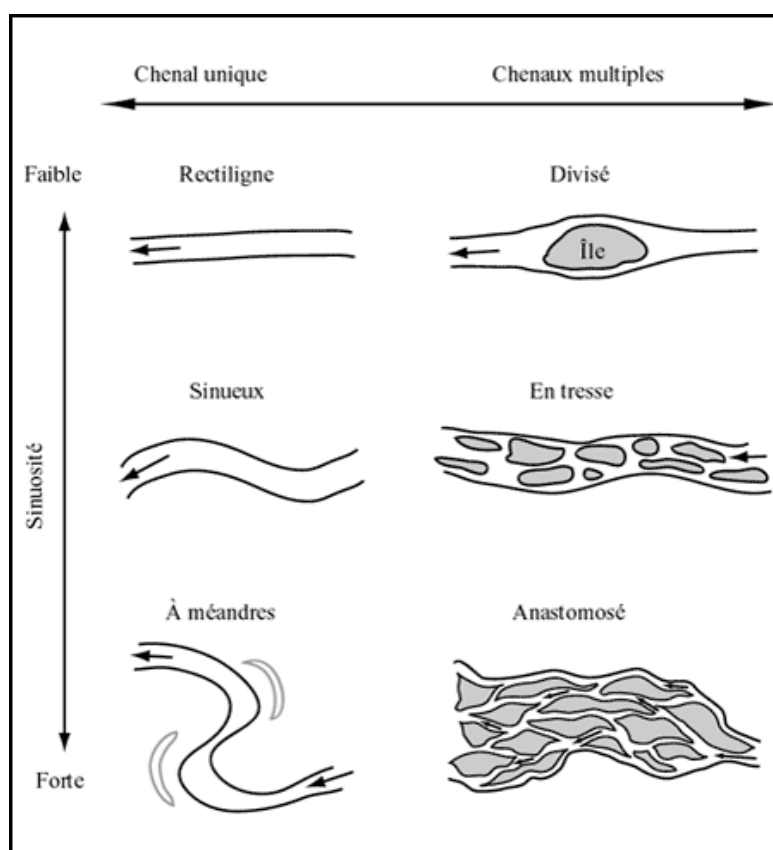 Chenal unique
Chenaux multiples
Faible
Rectiligne
Divisé
Île
Sinueux
En tresse
Sinuosité
À méandres
Anastomosé
Forte